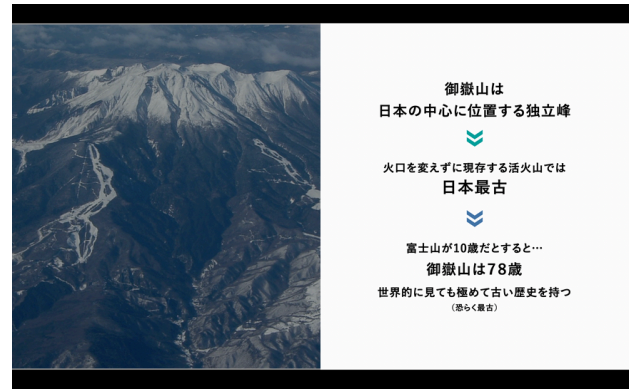 御嶽山は
日本の中心に位置する独立峰
火口を変えずに現存する活火山では
日本最古
富士山が10歳だとすると…
御嶽山は78歳
世界的に見ても極めて古い歴史を持つ
(恐らく最古)